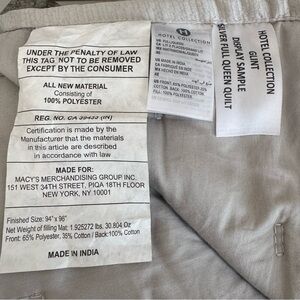 UNDER THE PENALTY OF LAW
THIS TAG NOT TO BE REMOVED
EXCEPT BY THE CONSUMER
ALL NEW MATERIAL
Consisting of
100% POLYESTER
REG. NO. CA 39433 (IN)
Certification is made by the
Manufacturer that the materials
in this article are described
in accordance with law
MADE FOR:
MACY'S MERCHANDISING GROUP INC.
151 WEST 34TH STREET, PIQA 18TH FLOOR
NEW YORK, NY 10001
Finished Size: 94" x 96"
Net Weight of filling Mat: 1.925272 lbs. 30.804 Oz
Front: 65% Polyester, 35% Cotton / Back:100% Cotton
MADE IN INDIA
HOTEL COLLECTION
MADE IN INDIA
HOTEL COLLECTION
GLINT
DISPLAY SAMPLE
SILVER FULL QUEEN QUILT